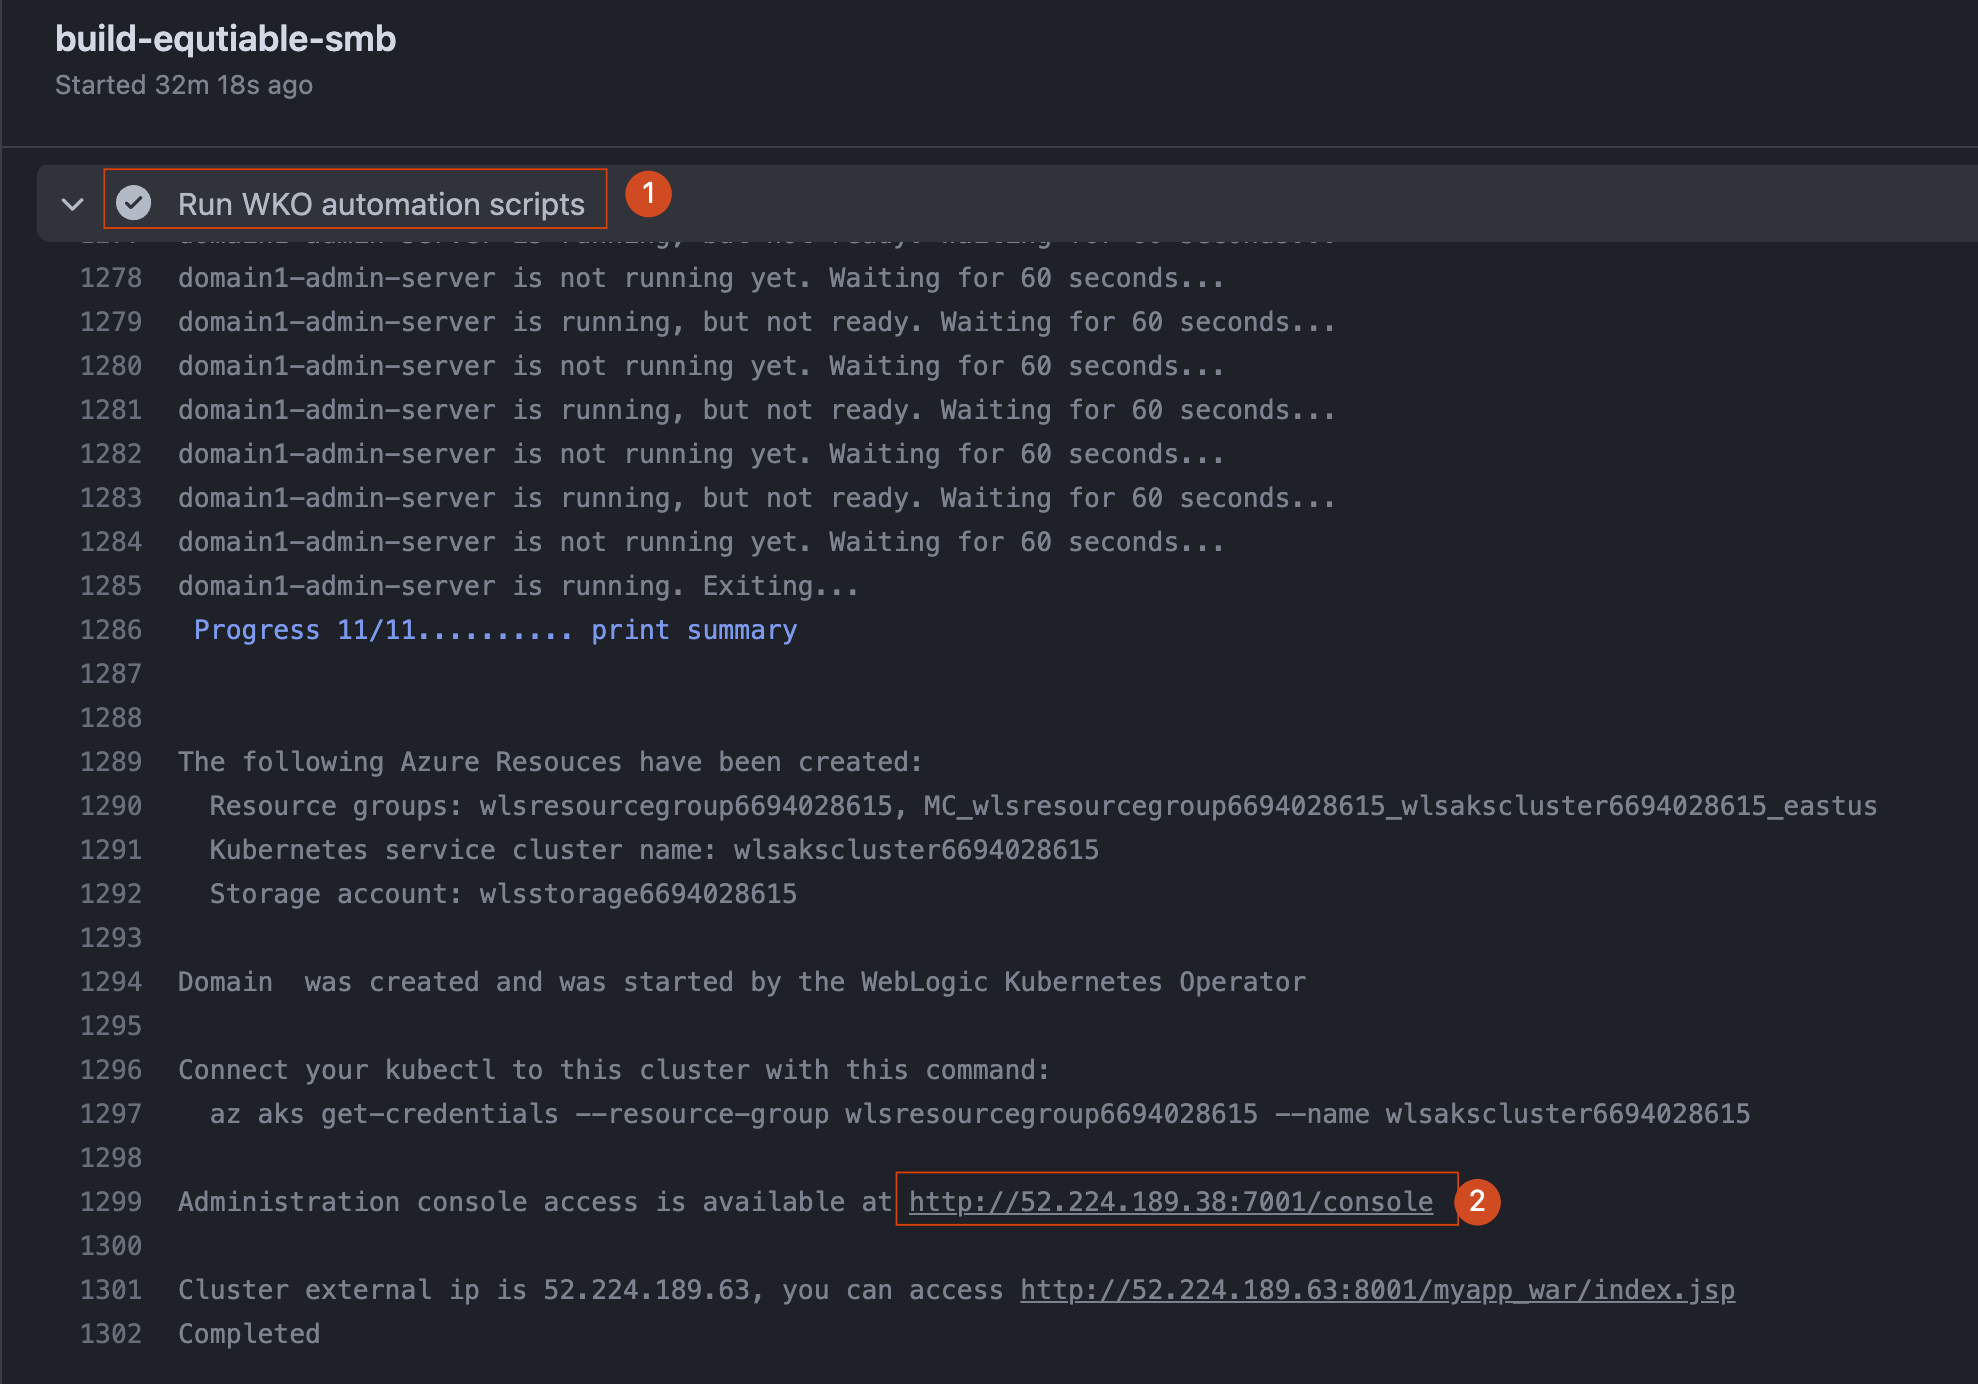 build-equtiable-smb
Started 32m 18s ago
Run WKO automation scripts
1
1278 domain1-admin-server is not running yet. Waiting for 60 seconds...
1279 domain1-admin-server is running, but not ready. Waiting for 60 seconds...
1280 domain1-admin-server is not running yet. Waiting for 60 seconds...
1281 domain1-admin-server is running, but not ready. Waiting for 60 seconds...
1282 domain1-admin-server is not running yet. Waiting for 60 seconds...
1283 domain1-admin-server is running, but not ready. Waiting for 60 seconds...
1284 domain1-admin-server is not running yet. Waiting for 60 seconds...
1285 domain1-admin-server is running. Exiting...
1286 Progress 11/11.......... print summary
1287
1288
1289 The following Azure Resouces have been created:
1290 Resource groups: wlsresourcegroup6694028615, MC_wlsresourcegroup6694028615_wlsakscluster6694028615_eastus
1291 Kubernetes service cluster name: wlsakscluster6694028615
1292 Storage account: wlsstorage6694028615
1293
1294 Domain  was created and was started by the WebLogic Kubernetes Operator
1295
1296 Connect your kubectl to this cluster with this command:
1297 az aks get-credentials --resource-group wlsresourcegroup6694028615 --name wlsakscluster6694028615
1298
1299 Administration console access is available at http://52.224.189.38:7001/console
2
1300
1301 Cluster external ip is 52.224.189.63, you can access http://52.224.189.63:8001/myapp_war/index.jsp
1302 Completed